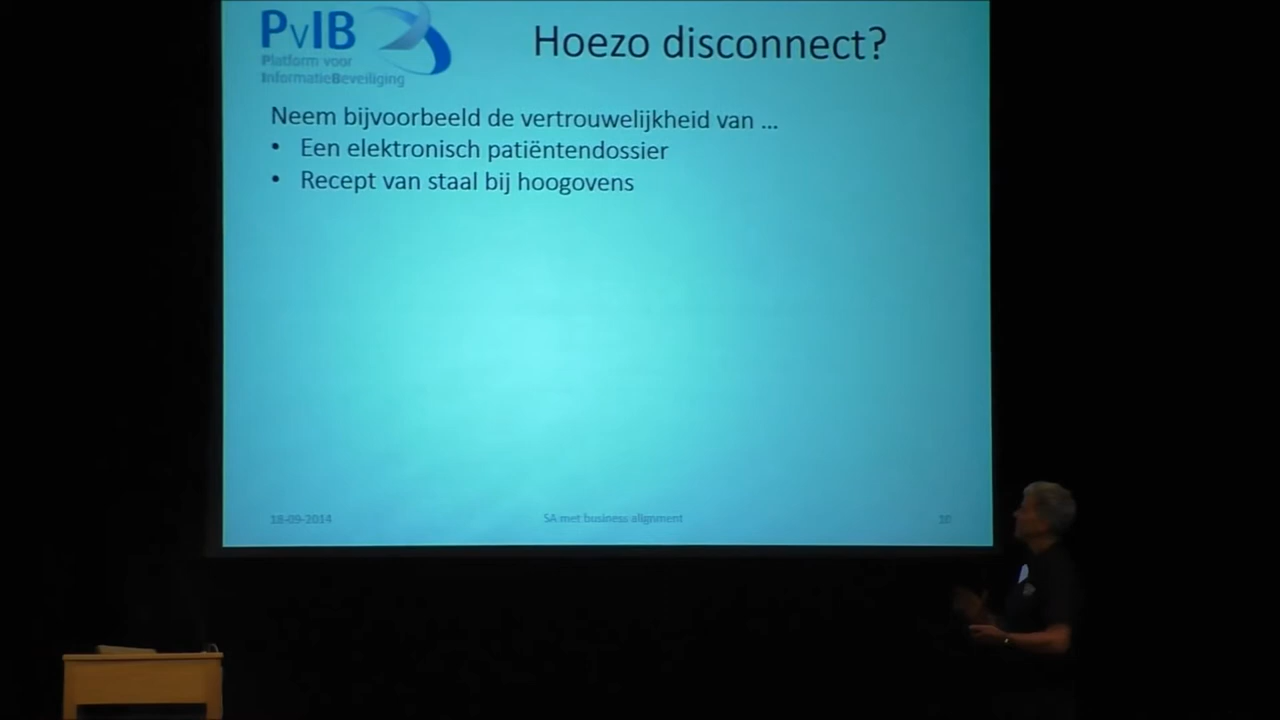 PvIB
Platform voor
InformatieBeveiliging
Hoezo disconnect?
Neem bijvoorbeeld de vertrouwelijkheid van ...
• Een elektronisch patiëntendossier
• Recept van staal bij hoogovens
18-09-2014
SA met business alignment